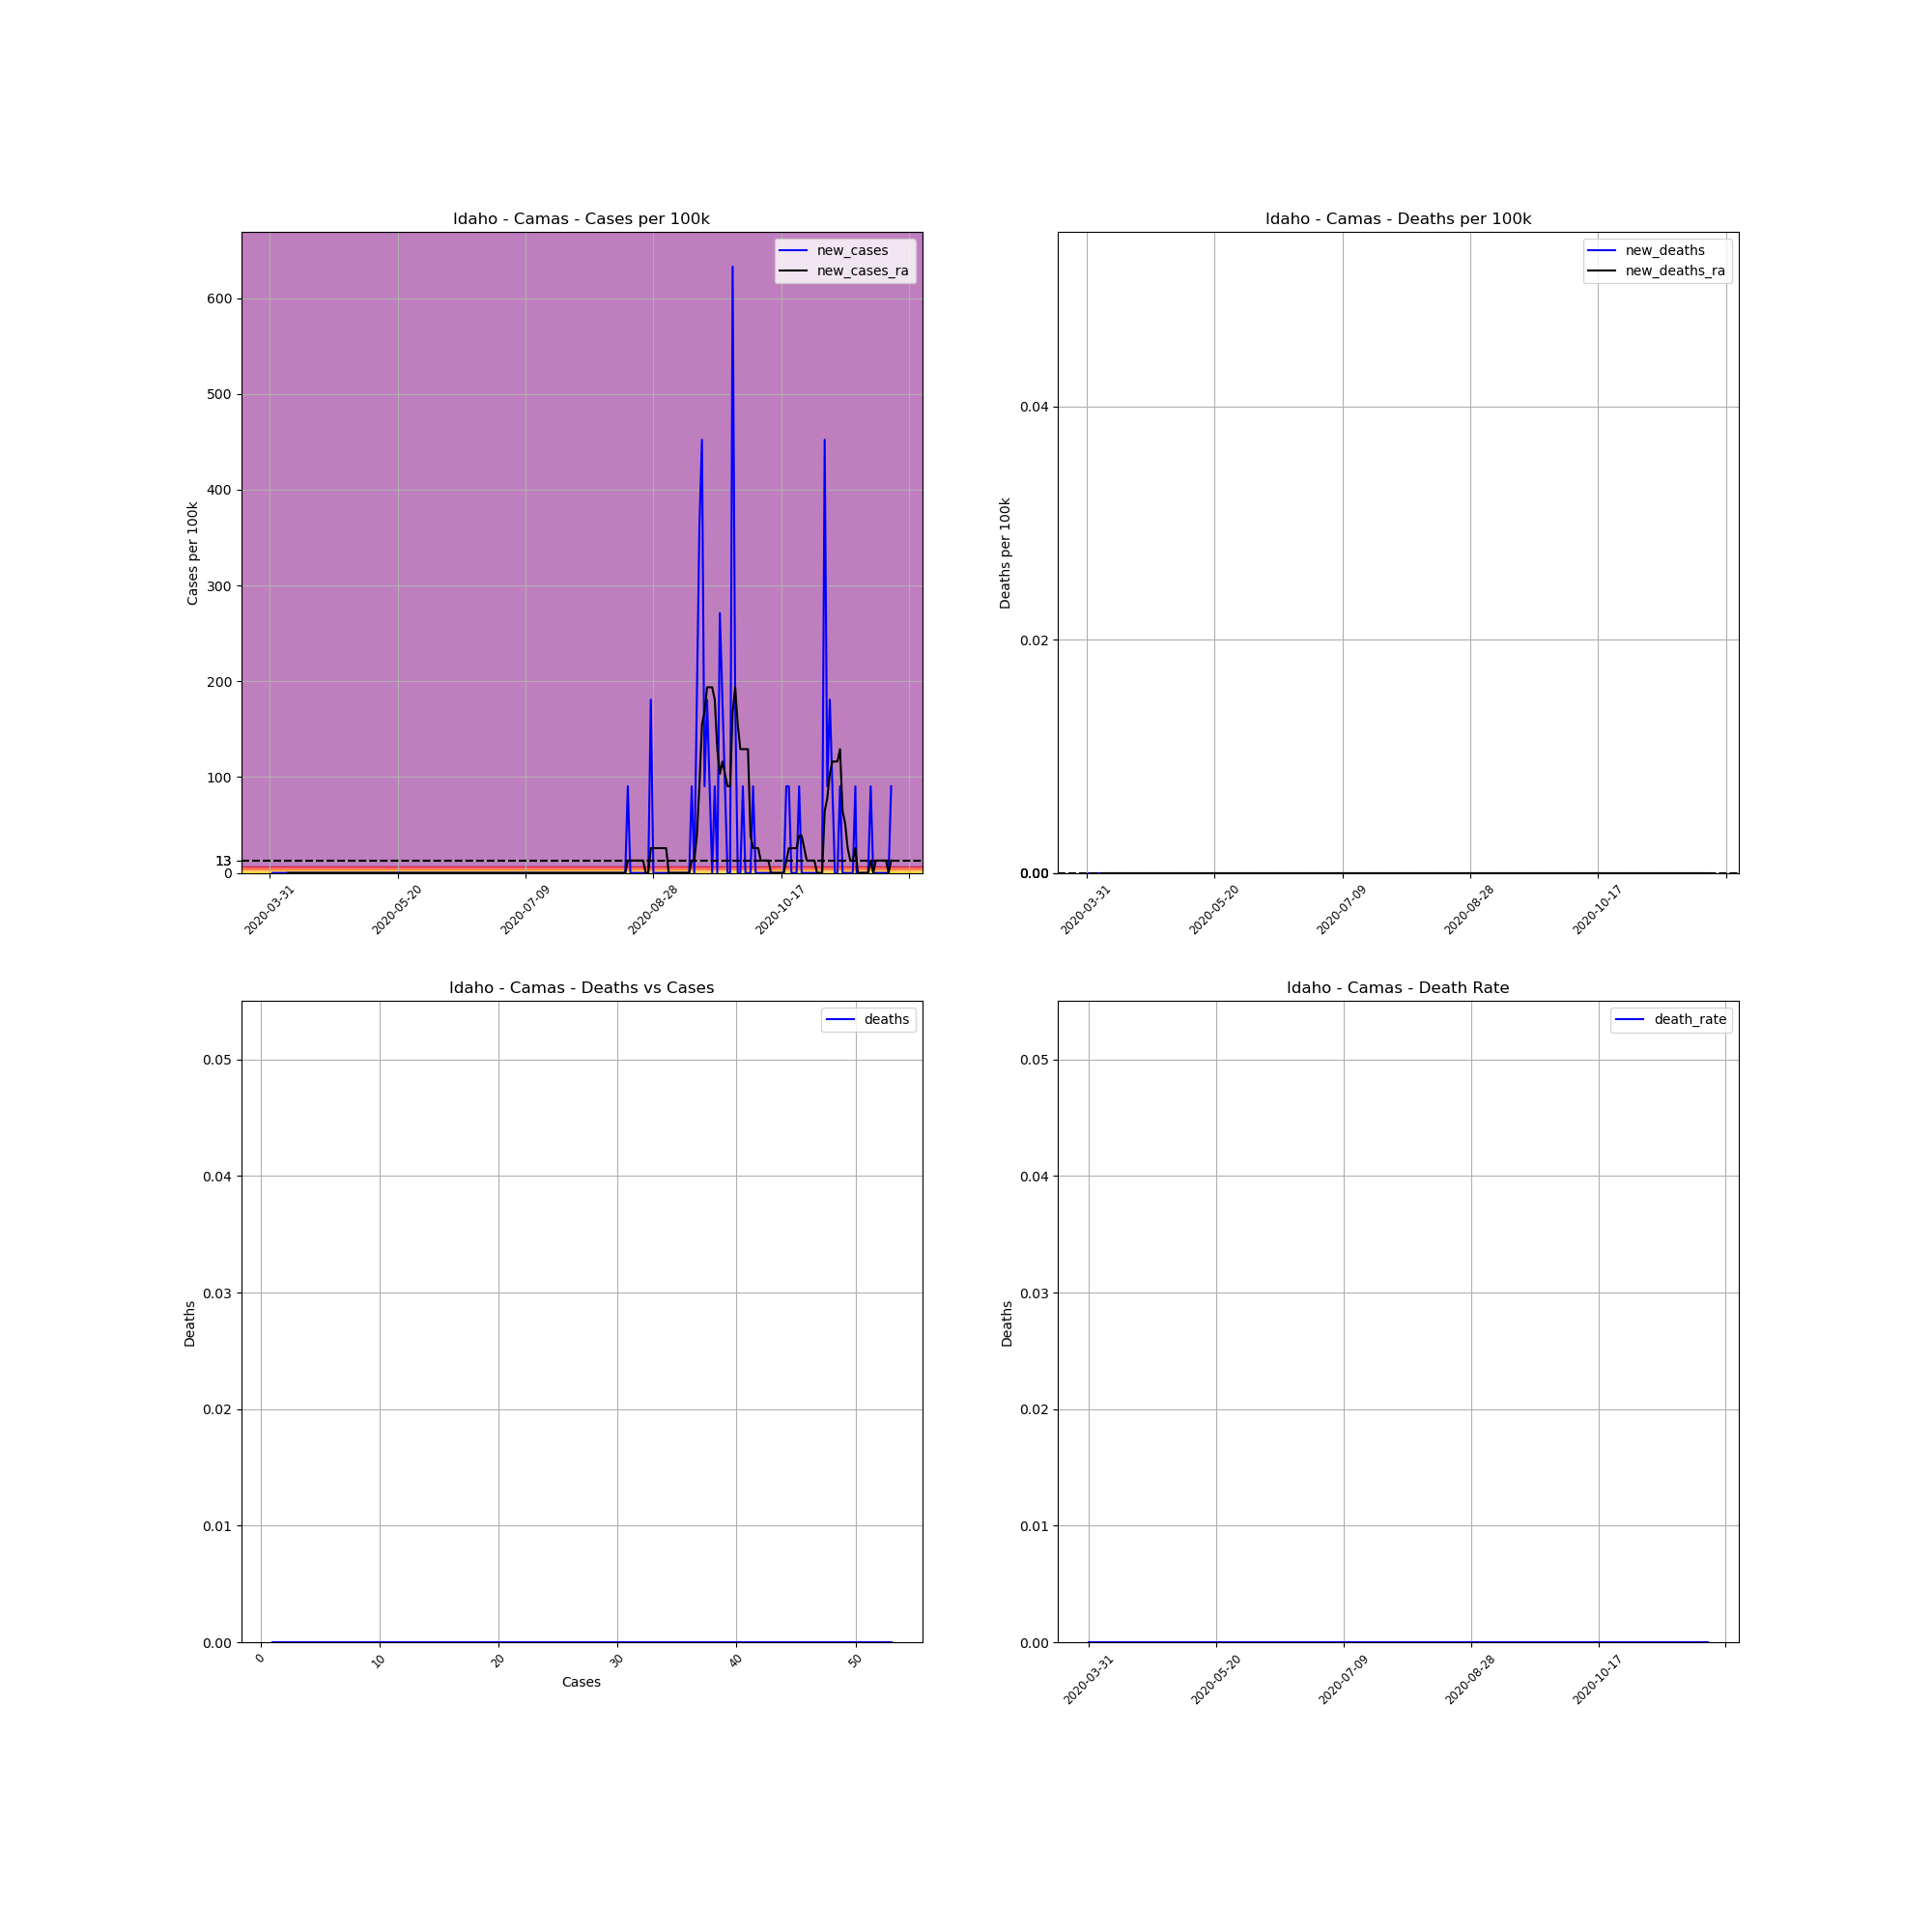 Idaho - Camas - Cases per 100k
new_cases
new_cases_ra
Cases per 100k
600
500
400
300
200
100
13
0
2020-03-31
2020-05-20
2020-07-09
2020-08-28
2020-10-17
Idaho - Camas - Deaths per 100k
new_deaths
new_deaths_ra
Deaths per 100k
0.04
0.02
0.00
2020-03-31
2020-05-20
2020-07-09
2020-08-28
2020-10-17
Idaho - Camas - Deaths vs Cases
deaths
Deaths
0.05
0.04
0.03
0.02
0.01
0.00
0
10
20
30
40
50
Cases
Idaho - Camas - Death Rate
death_rate
Deaths
0.05
0.04
0.03
0.02
0.01
0.00
2020-03-31
2020-05-20
2020-07-09
2020-08-28
2020-10-17